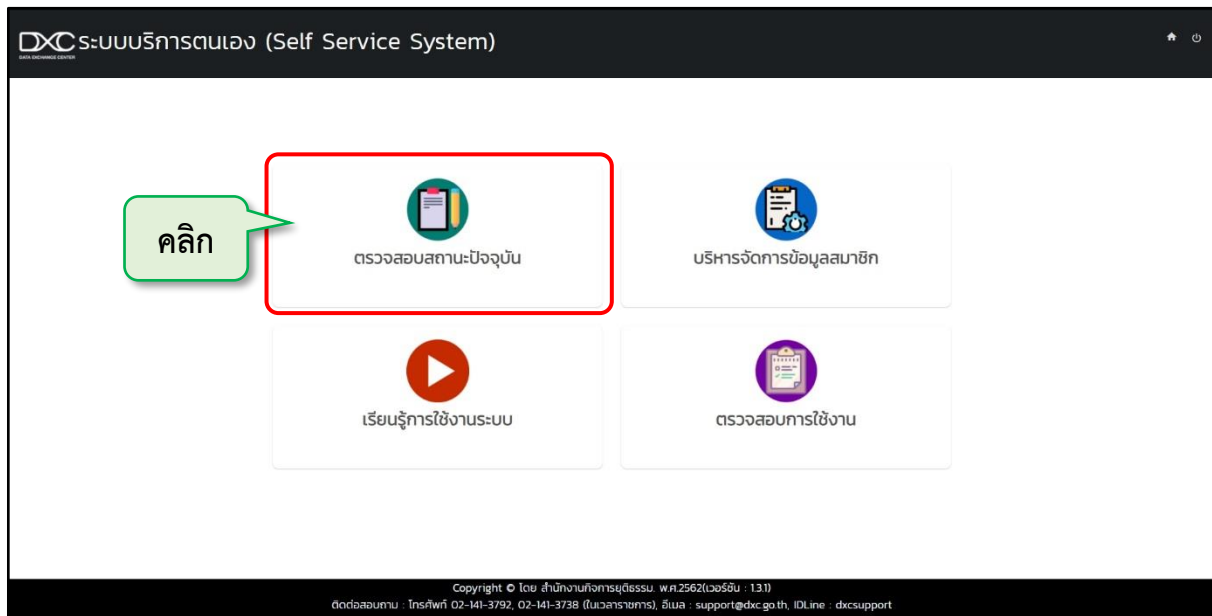 DXC ระบบบริการตนเอง (Self Service System)
DATA EXCHANGE CENTER
คลิก
ตรวจสอบสถานะปัจจุบัน
บริหารจัดการข้อมูลสมาชิก
เรียนรู้การใช้งานระบบ
ตรวจสอบการใช้งาน
Copyright © โดย สำนักงานกิจการยุติธรรม. พ.ศ.2562(เวอร์ชัน : 1.3.1)
ติดต่อสอบถาม : โทรศัพท์ 02-141-3792, 02-141-3738 (ในเวลาราชการ), อีเมล : support@dxc.go.th, IDLine : dxcsupport